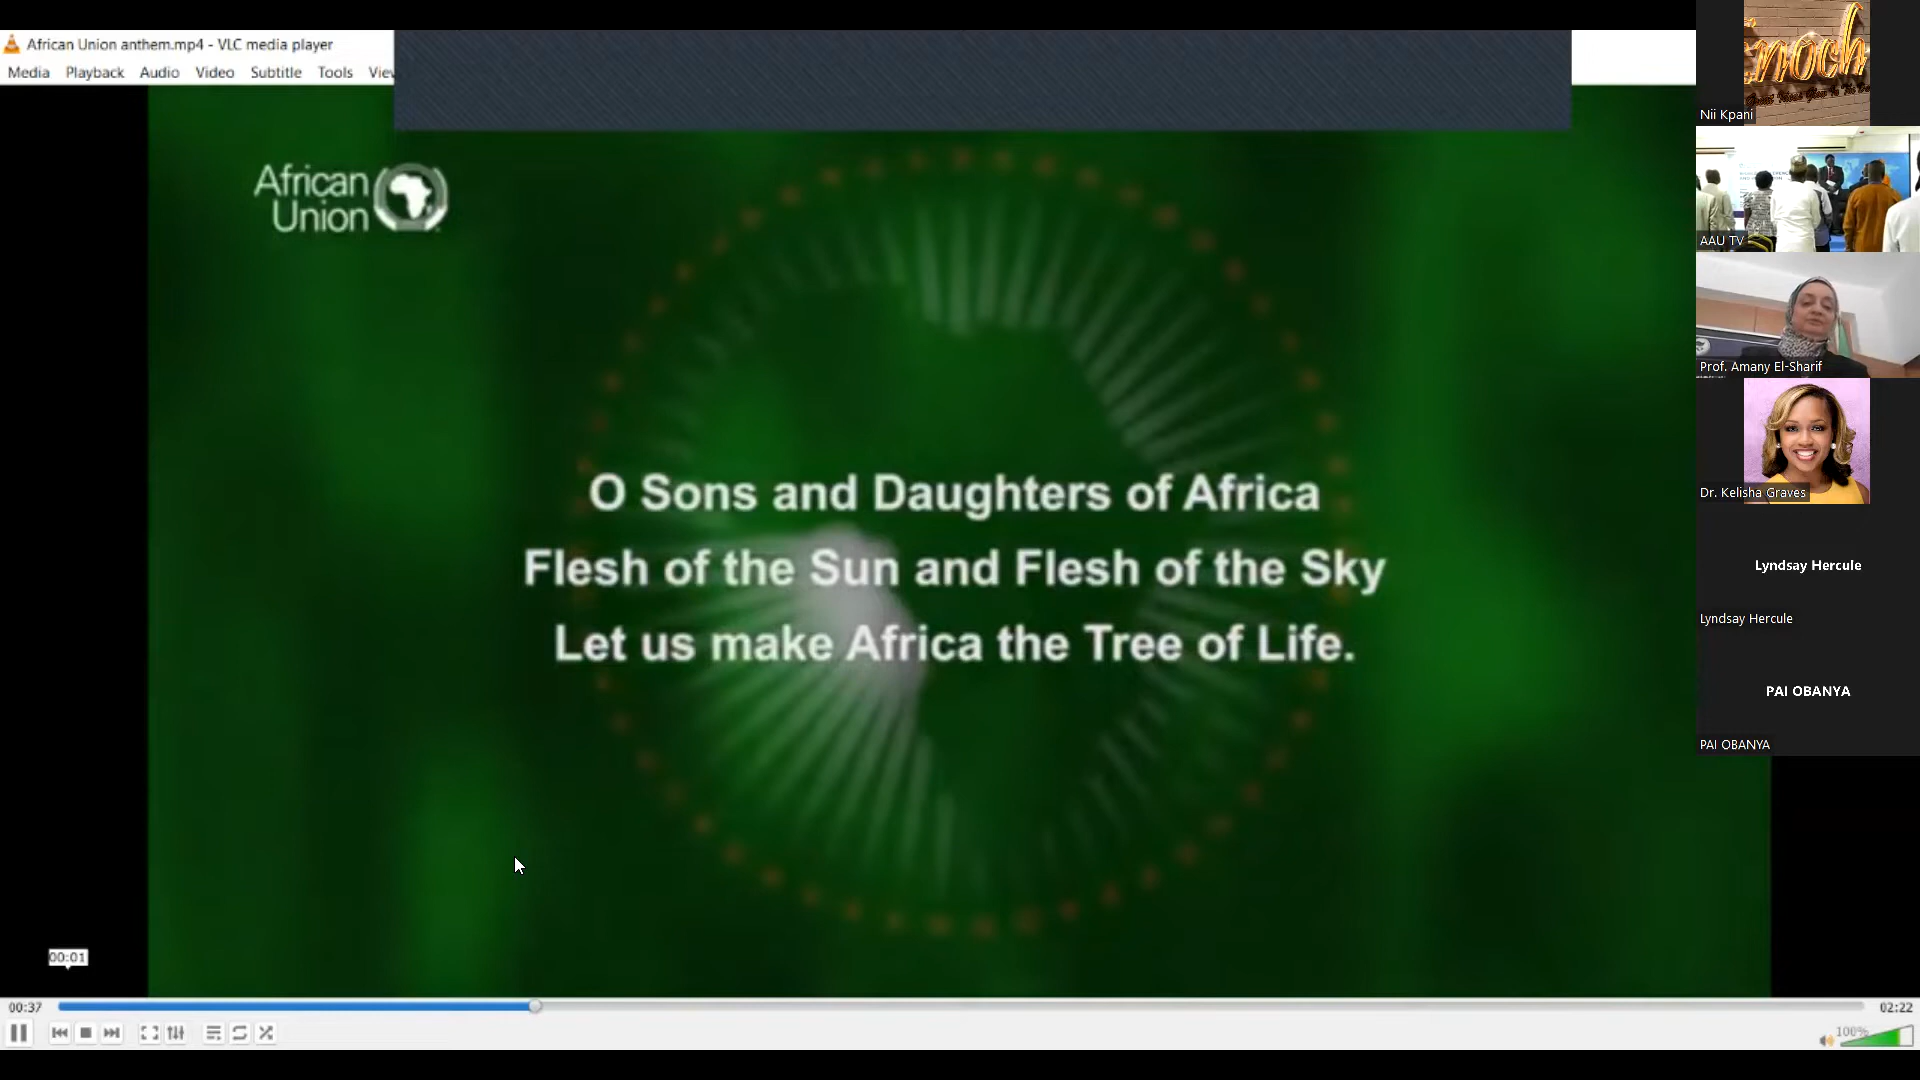 African Union anthem.mp4 - VLC media player
Media Playback Audio Video Subtitle Tools
African
Union
O Sons and Daughters of Africa
Flesh of the Sun and Flesh of the Sky
Let us make Africa the Tree of Life.
00:01
00:37
02:22
100%
enoch
Nii Kpani
AAU TV
Prof. Amany El-Sharif
Dr. Kelisha Graves
Lyndsay Hercule
Lyndsay Hercule
PAI OBANYA
PAI OBANYA